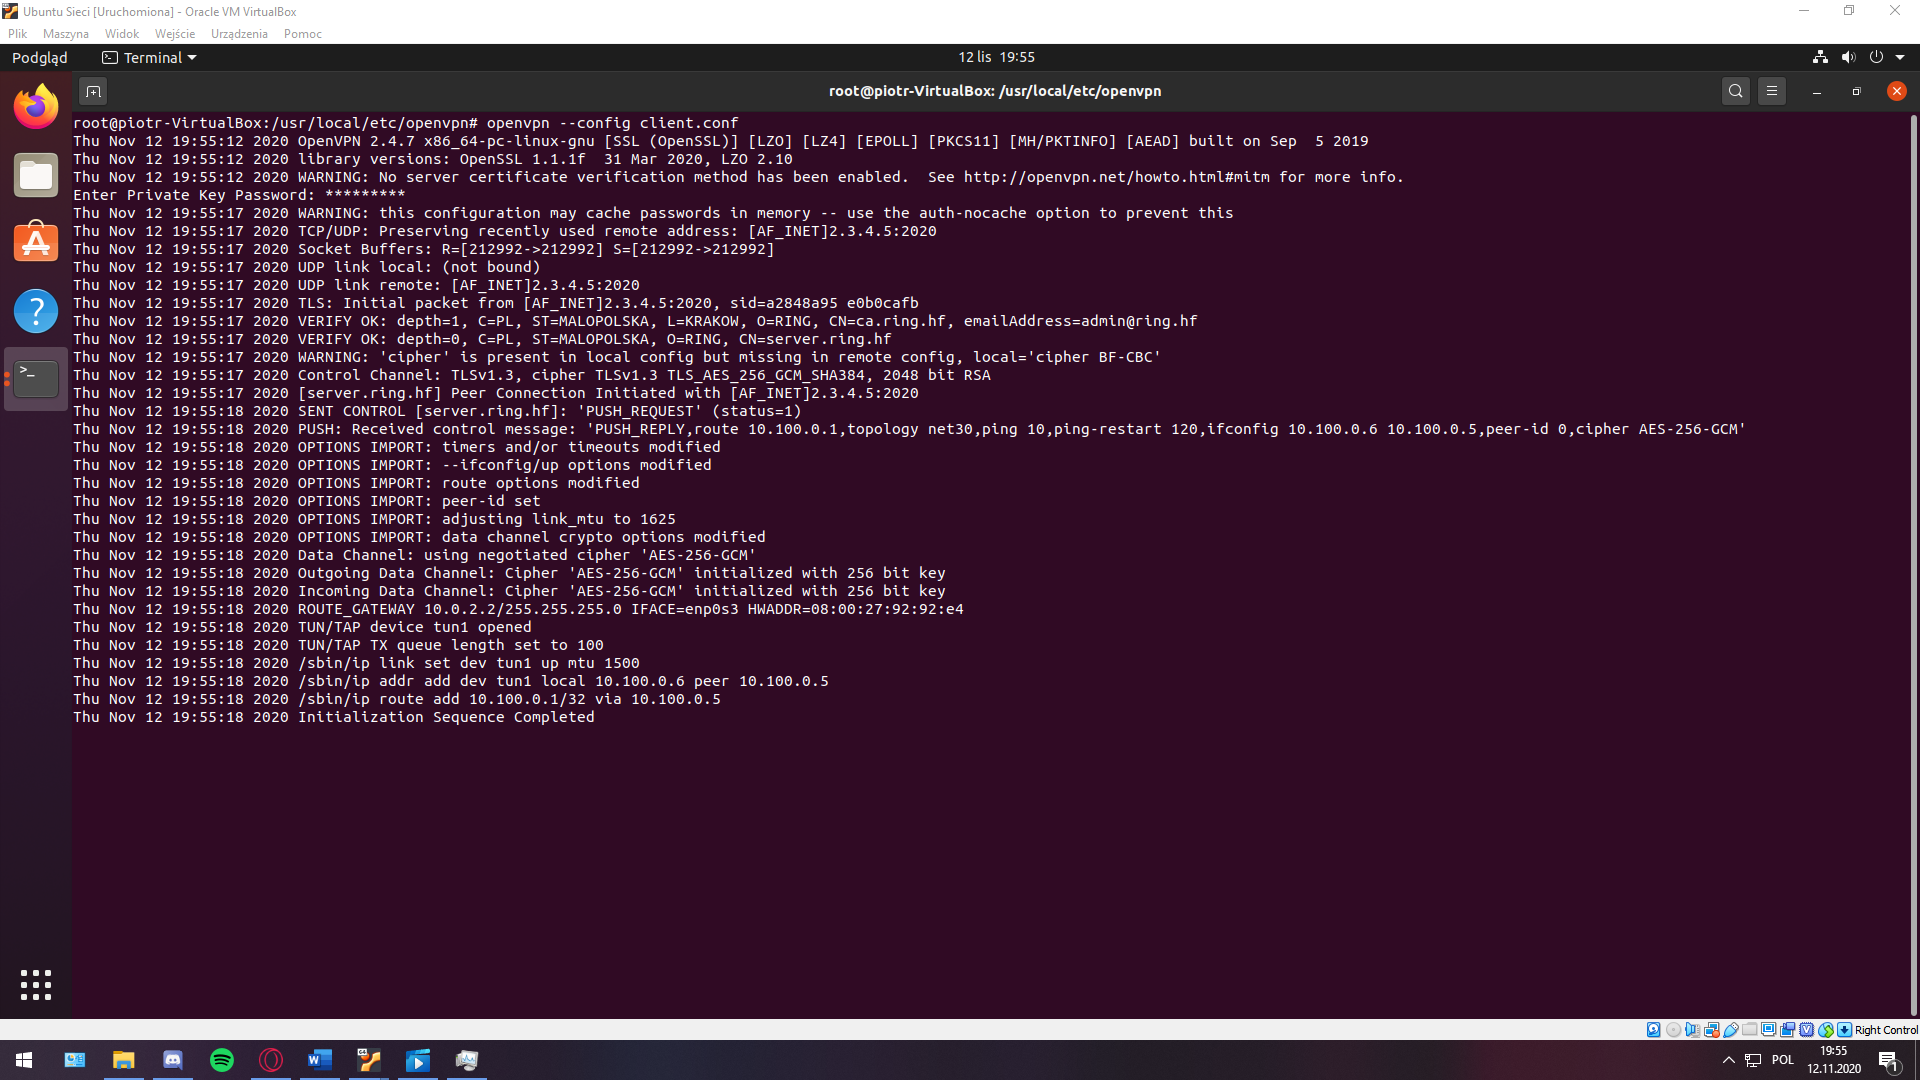 Ubuntu Sieci [Uruchomiona] - Oracle VM VirtualBox
Plik Maszyna Widok Wejście Urządzenia Pomoc
Podgląd Terminal 12 lis 19:55
root@piotr-VirtualBox: /usr/local/etc/openvpn
root@piotr-VirtualBox:/usr/local/etc/openvpn# openvpn --config client.conf
Thu Nov 12 19:55:12 2020 OpenVPN 2.4.7 x86_64-pc-linux-gnu [SSL (OpenSSL)] [LZO] [LZ4] [EPOLL] [PKCS11] [MH/PKTINFO] [AEAD] built on Sep  5 2019
Thu Nov 12 19:55:12 2020 library versions: OpenSSL 1.1.1f  31 Mar 2020, LZO 2.10
Thu Nov 12 19:55:12 2020 WARNING: No server certificate verification method has been enabled.  See http://openvpn.net/howto.html#mitm for more info.
Enter Private Key Password: *********
Thu Nov 12 19:55:17 2020 WARNING: this configuration may cache passwords in memory -- use the auth-nocache option to prevent this
Thu Nov 12 19:55:17 2020 TCP/UDP: Preserving recently used remote address: [AF_INET]2.3.4.5:2020
Thu Nov 12 19:55:17 2020 Socket Buffers: R=[212992->212992] S=[212992->212992]
Thu Nov 12 19:55:17 2020 UDP link local: (not bound)
Thu Nov 12 19:55:17 2020 UDP link remote: [AF_INET]2.3.4.5:2020
Thu Nov 12 19:55:17 2020 TLS: Initial packet from [AF_INET]2.3.4.5:2020, sid=a2848a95 e0b0cafb
Thu Nov 12 19:55:17 2020 VERIFY OK: depth=1, C=PL, ST=MALOPOLSKA, L=KRAKOW, O=RING, CN=ca.ring.hf, emailAddress=admin@ring.hf
Thu Nov 12 19:55:17 2020 VERIFY OK: depth=0, C=PL, ST=MALOPOLSKA, O=RING, CN=server.ring.hf
Thu Nov 12 19:55:17 2020 WARNING: 'cipher' is present in local config but missing in remote config, local='cipher BF-CBC'
Thu Nov 12 19:55:17 2020 Control Channel: TLSv1.3, cipher TLSv1.3 TLS_AES_256_GCM_SHA384, 2048 bit RSA
Thu Nov 12 19:55:17 2020 [server.ring.hf] Peer Connection Initiated with [AF_INET]2.3.4.5:2020
Thu Nov 12 19:55:18 2020 SENT CONTROL [server.ring.hf]: 'PUSH_REQUEST' (status=1)
Thu Nov 12 19:55:18 2020 PUSH: Received control message: 'PUSH_REPLY,route 10.100.0.1,topology net30,ping 10,ping-restart 120,ifconfig 10.100.0.6 10.100.0.5,peer-id 0,cipher AES-256-GCM'
Thu Nov 12 19:55:18 2020 OPTIONS IMPORT: timers and/or timeouts modified
Thu Nov 12 19:55:18 2020 OPTIONS IMPORT: --ifconfig/up options modified
Thu Nov 12 19:55:18 2020 OPTIONS IMPORT: route options modified
Thu Nov 12 19:55:18 2020 OPTIONS IMPORT: peer-id set
Thu Nov 12 19:55:18 2020 OPTIONS IMPORT: adjusting link_mtu to 1625
Thu Nov 12 19:55:18 2020 OPTIONS IMPORT: data channel crypto options modified
Thu Nov 12 19:55:18 2020 Data Channel: using negotiated cipher 'AES-256-GCM'
Thu Nov 12 19:55:18 2020 Outgoing Data Channel: Cipher 'AES-256-GCM' initialized with 256 bit key
Thu Nov 12 19:55:18 2020 Incoming Data Channel: Cipher 'AES-256-GCM' initialized with 256 bit key
Thu Nov 12 19:55:18 2020 ROUTE_GATEWAY 10.0.2.2/255.255.255.0 IFACE=enp0s3 HWADDR=08:00:27:92:92:e4
Thu Nov 12 19:55:18 2020 TUN/TAP device tun1 opened
Thu Nov 12 19:55:18 2020 TUN/TAP TX queue length set to 100
Thu Nov 12 19:55:18 2020 /sbin/ip link set dev tun1 up mtu 1500
Thu Nov 12 19:55:18 2020 /sbin/ip addr add dev tun1 local 10.100.0.6 peer 10.100.0.5
Thu Nov 12 19:55:18 2020 /sbin/ip route add 10.100.0.1/32 via 10.100.0.5
Thu Nov 12 19:55:18 2020 Initialization Sequence Completed
Right Control
POL
19:55
12.11.2020
1